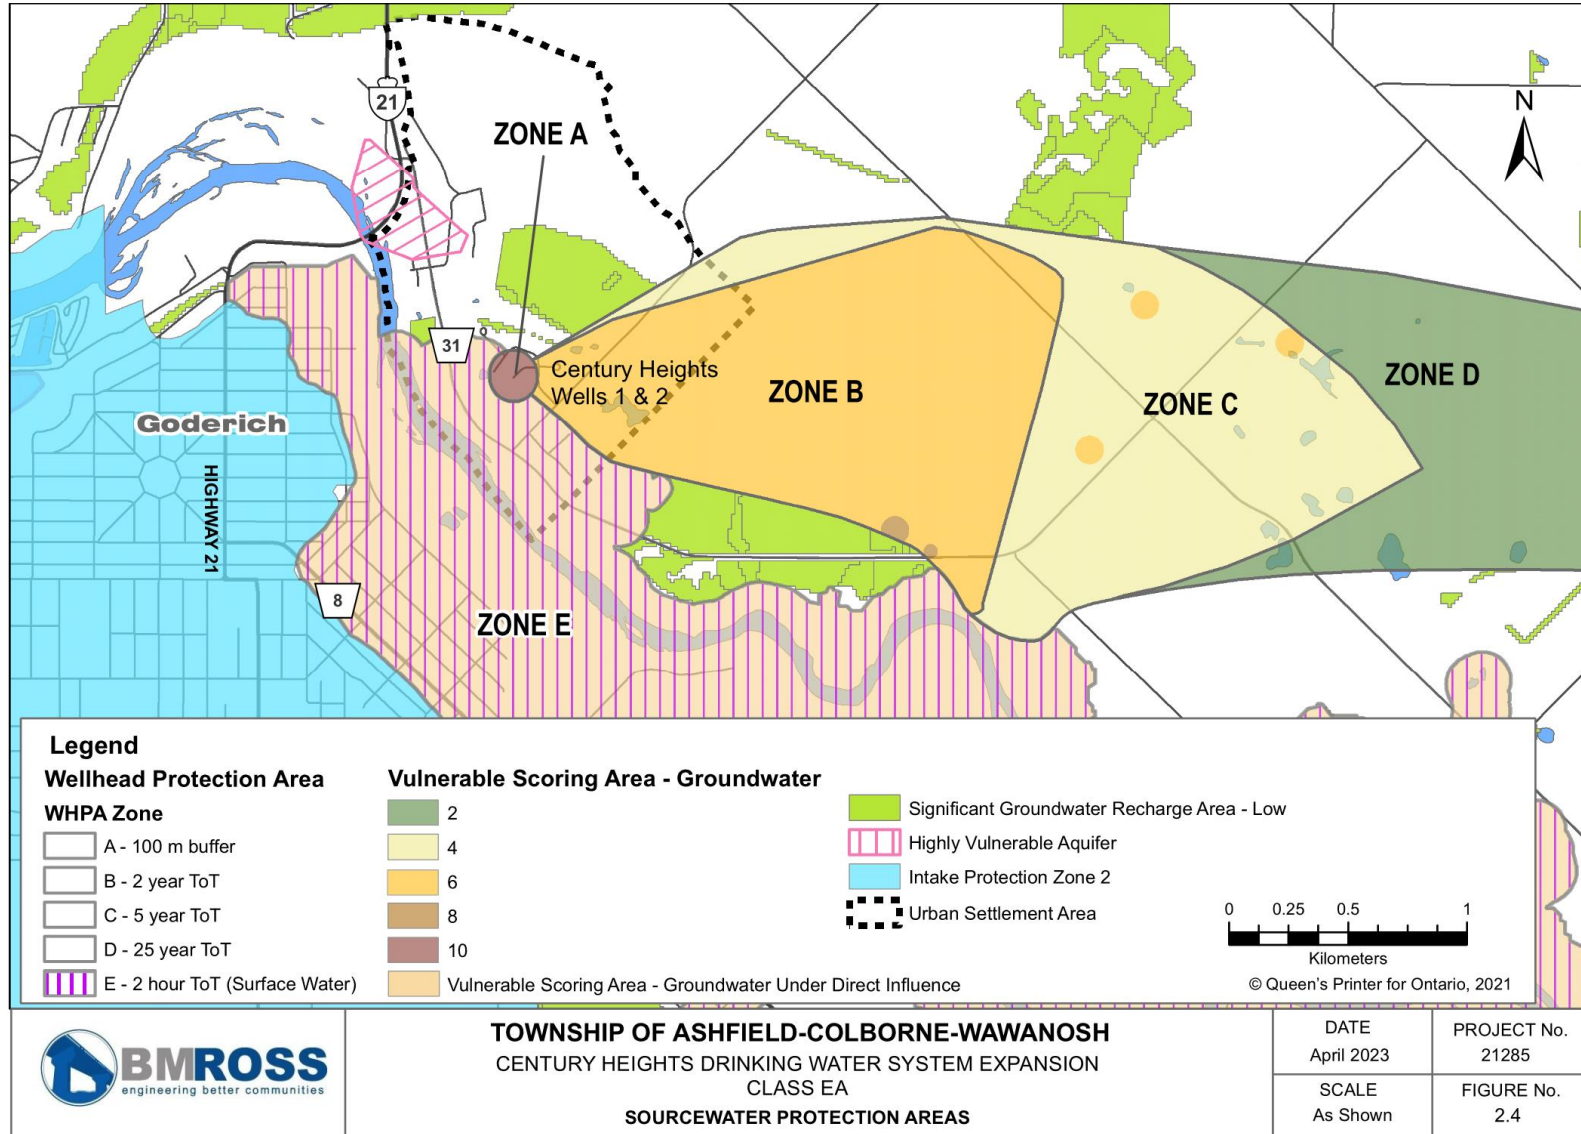 21
ZONE A
N
31
Century Heights
Wells 1 & 2
ZONE B
ZONE C
ZONE D
Goderich
HIGHWAY 21
8
ZONE E
Legend
Wellhead Protection Area
WHPA Zone
A - 100 m buffer
B - 2 year ToT
C - 5 year ToT
D - 25 year ToT
E - 2 hour ToT (Surface Water)
Vulnerable Scoring Area - Groundwater
2
4
6
8
10
Vulnerable Scoring Area - Groundwater Under Direct Influence
Significant Groundwater Recharge Area - Low
Highly Vulnerable Aquifer
Intake Protection Zone 2
Urban Settlement Area
0 0.25 0.5 1
Kilometers
© Queen's Printer for Ontario, 2021
BMROSS
engineering better communities
TOWNSHIP OF ASHFIELD-COLBORNE-WAWANOSH
CENTURY HEIGHTS DRINKING WATER SYSTEM EXPANSION
CLASS EA
SOURCEWATER PROTECTION AREAS
DATE
April 2023
PROJECT No.
21285
SCALE
As Shown
FIGURE No.
2.4